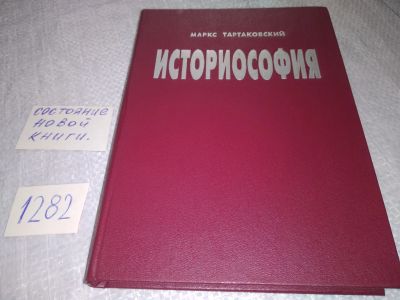 МАРКС ТАРТАКОВСКИЙ
ИСТОРИОСОФИЯ
СОСТОЯНИЕ
НОВОЙ
КНИГИ.
1282